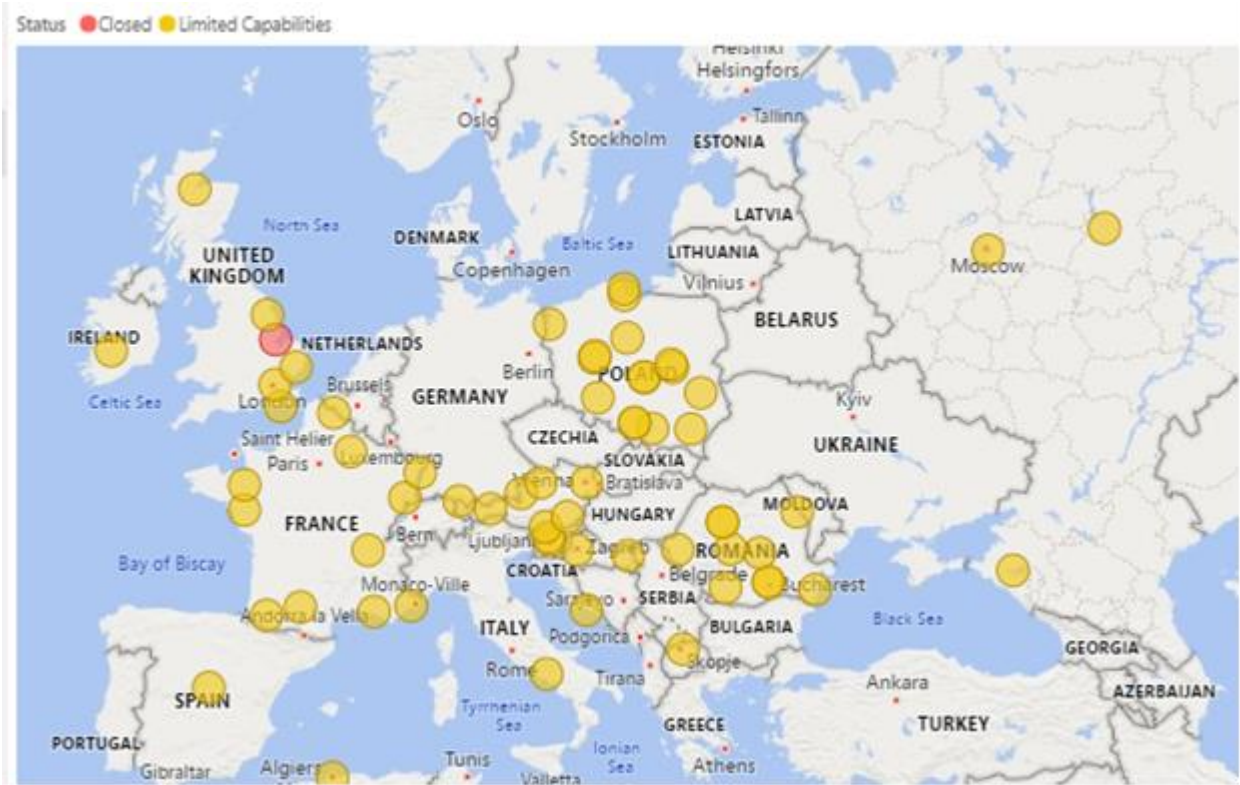 Status Closed Limited Capabilities
Helsinki
Helsingfors
Oslo
Tallinn
Stockholm
ESTONIA
North Sea
LATVIA
DENMARK
Baltic Sea
LITHUANIA
UNITED
KINGDOM
Copenhagen
Vilnius
Moscow
BELARUS
IRELAND
NETHERLANDS
Berlin
POLAND
Brussels
GERMANY
Celtic Sea
London
Kyiv
Saint Helier
CZECHIA
UKRAINE
Paris
Luxembourg
SLOVAKIA
Vienna
Bratislava
MOLDOVA
FRANCE
HUNGARY
Bern
Ljubljana
Zagreb
ROMANIA
Bay of Biscay
CROATIA
Belgrade
Monaco-Ville
Bucharest
Sarajevo
SERBIA
Andorra la Vella
Black Sea
ITALY
Podgorica
BULGARIA
GEORGIA
Rome
Skopje
Tirana
Ankara
AZERBAIJAN
SPAIN
Tyrrhenian
Sea
GREECE
TURKEY
PORTUGAL
Ionian
Sea
Gibraltar
Algiers
Tunis
Athens
Valletta